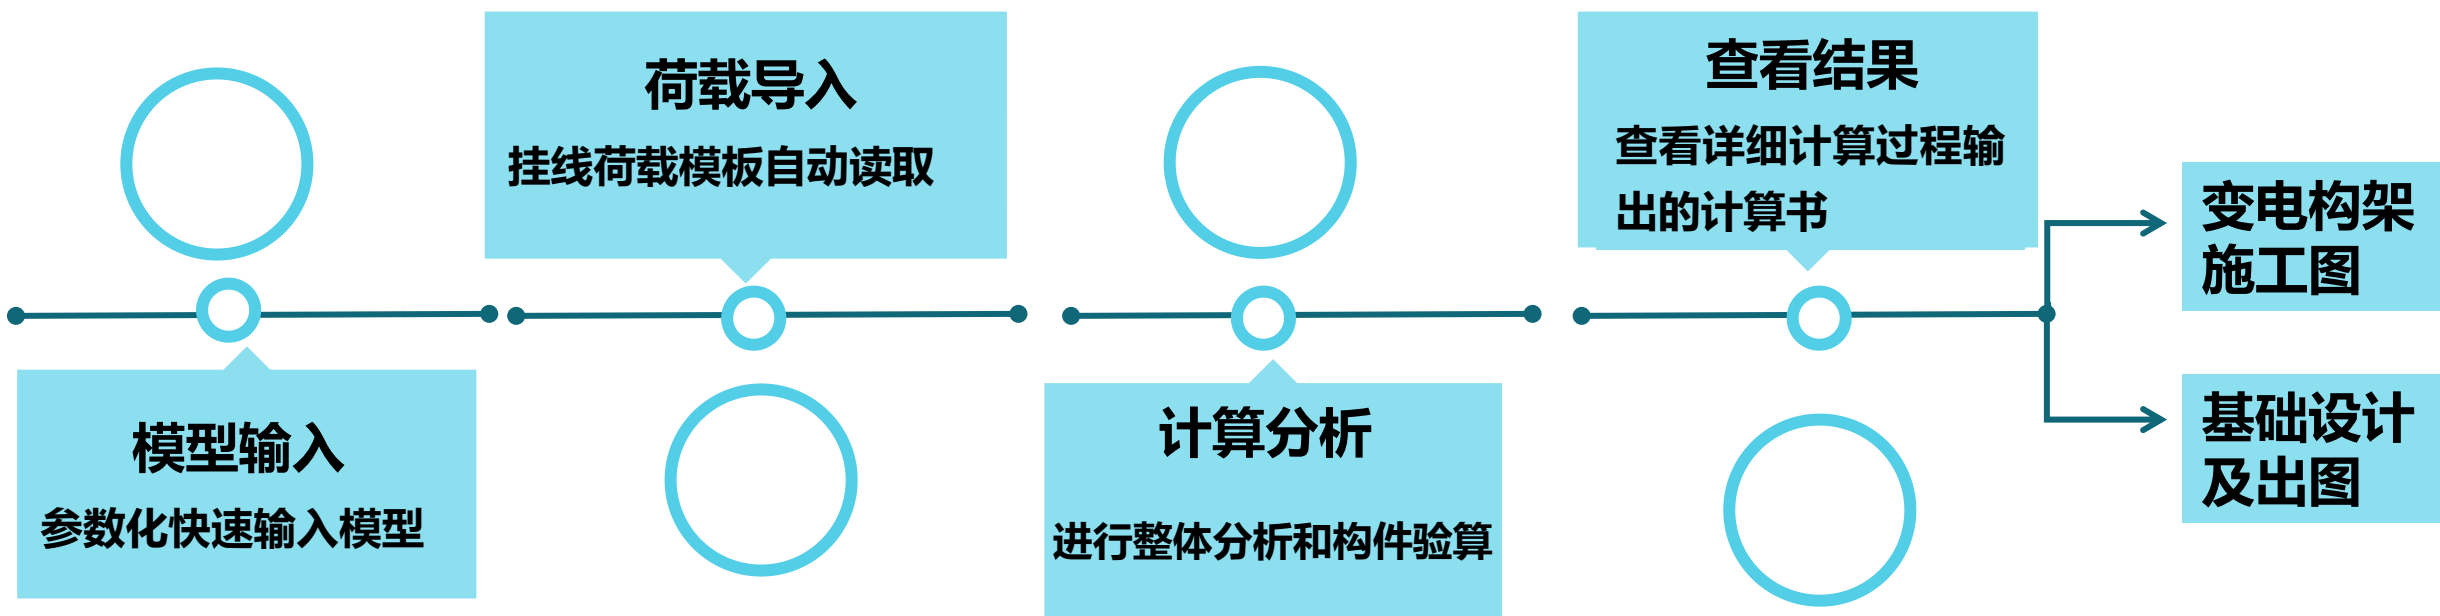 模型输入
参数化快速输入模型
荷载导入
挂线荷载模板自动读取
计算分析
进行整体分析和构件验算
查看结果
查看详细计算过程输
出的计算书
变电构架
施工图
基础设计
及出图